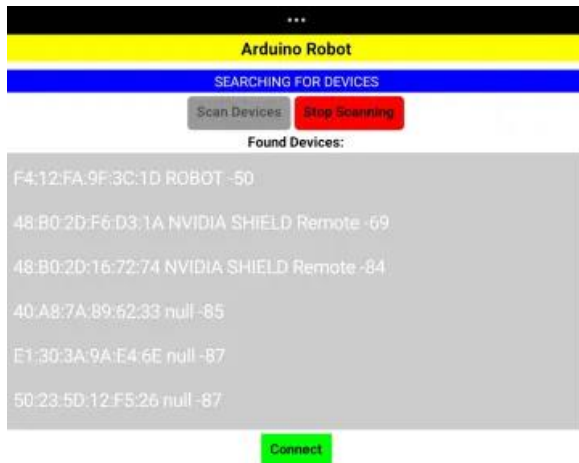 Arduino Robot
SEARCHING FOR DEVICES
Scan Devices Stop Scanning
Found Devices:
F4:12:FA:9F:3C:1D ROBOT -50
48:B0:2D:F6:D3:1A NVIDIA SHIELD Remote -69
48:B0:2D:16:72:74 NVIDIA SHIELD Remote -84
40:A8:7A:89:62:33 null -85
E1:30:3A:9A:E4:6E null -87
50:23:5D:12:F5:26 null -87
Connect